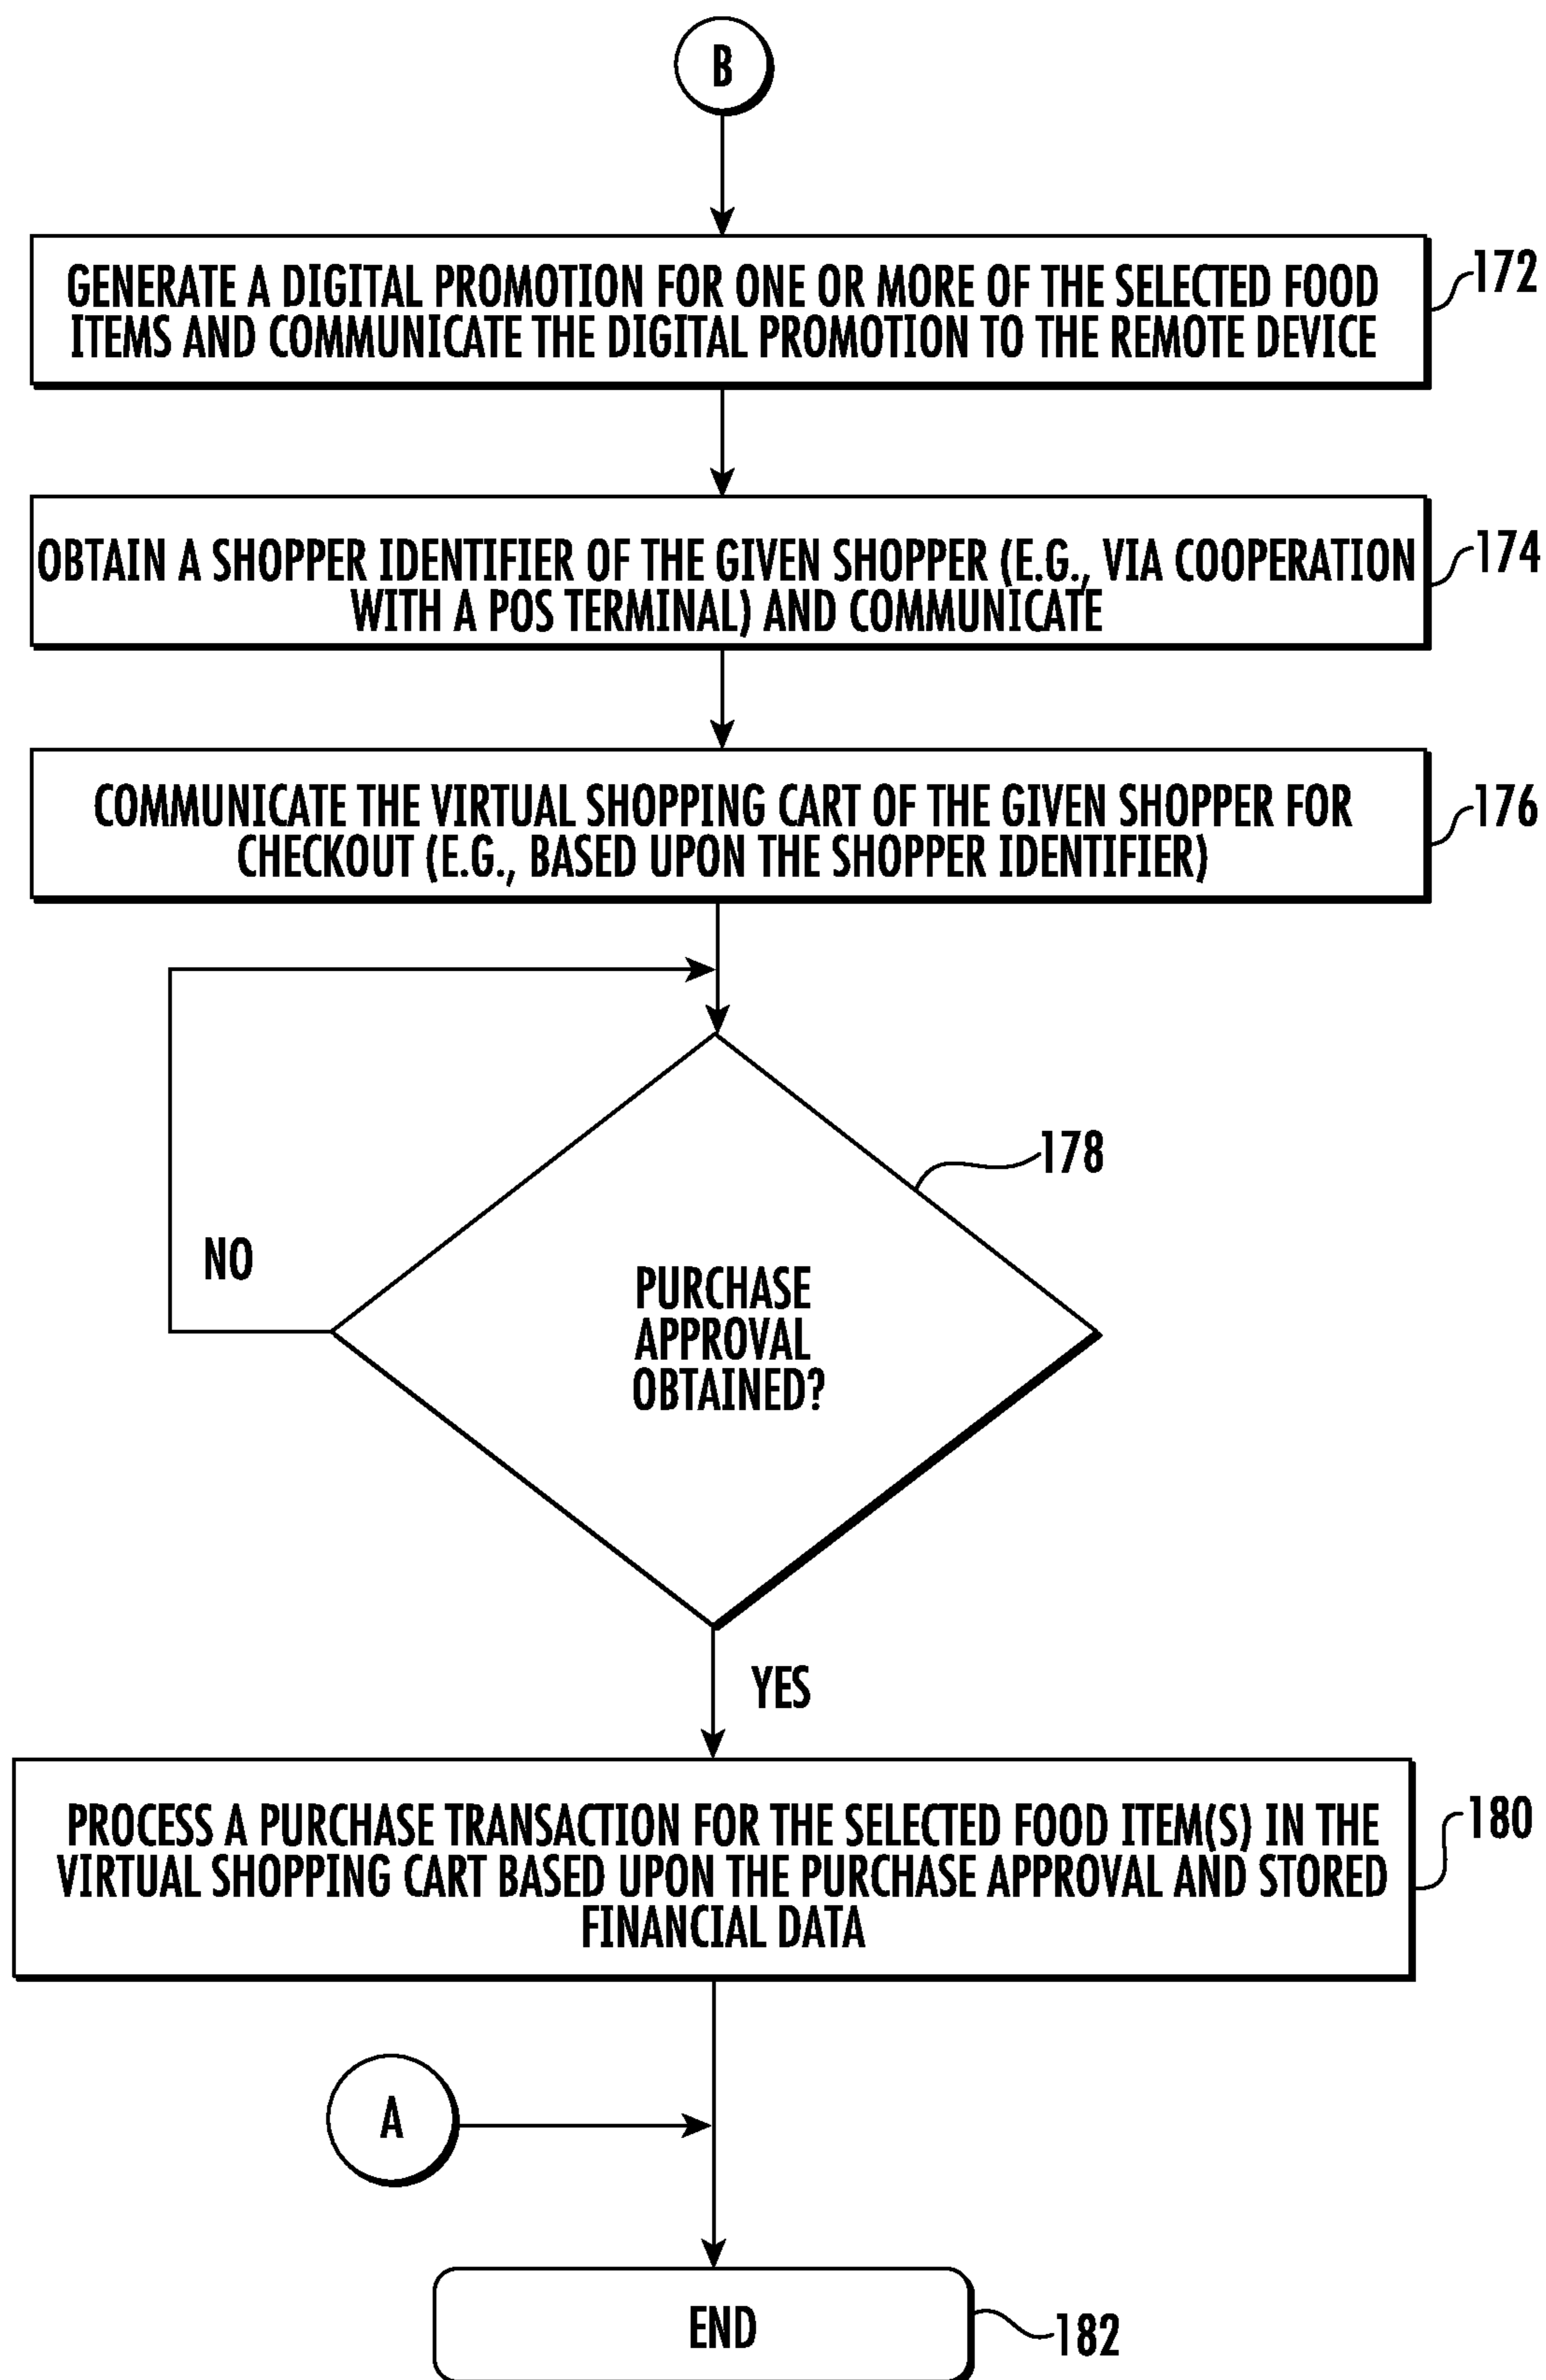 B
GENERATE A DIGITAL PROMOTION FOR ONE OR MORE OF THE SELECTED FOOD
ITEMS AND COMMUNICATE THE DIGITAL PROMOTION TO THE REMOTE DEVICE
172
OBTAIN A SHOPPER IDENTIFIER OF THE GIVEN SHOPPER (E.G., VIA COOPERATION
WITH A POS TERMINAL) AND COMMUNICATE
174
COMMUNICATE THE VIRTUAL SHOPPING CART OF THE GIVEN SHOPPER FOR
CHECKOUT (E.G., BASED UPON THE SHOPPER IDENTIFIER)
176
178
NO
PURCHASE
APPROVAL
OBTAINED?
YES
PROCESS A PURCHASE TRANSACTION FOR THE SELECTED FOOD ITEM(S) IN THE
VIRTUAL SHOPPING CART BASED UPON THE PURCHASE APPROVAL AND STORED
FINANCIAL DATA
180
A
END
182